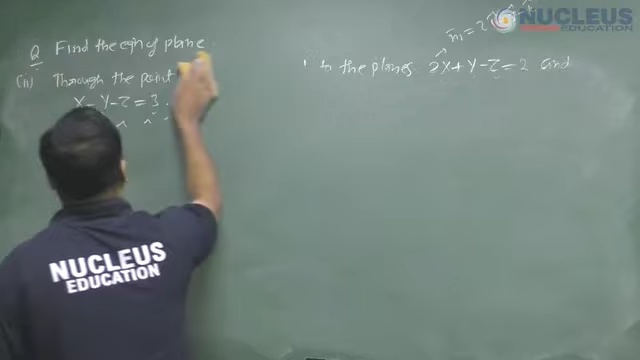 NUCLEUS
EDUCATION
Q Find the eqn of plane
(ii) Through the point
to the planes 2x+y-z=2 and
x-y-z=3.
NUCLEUS
EDUCATION